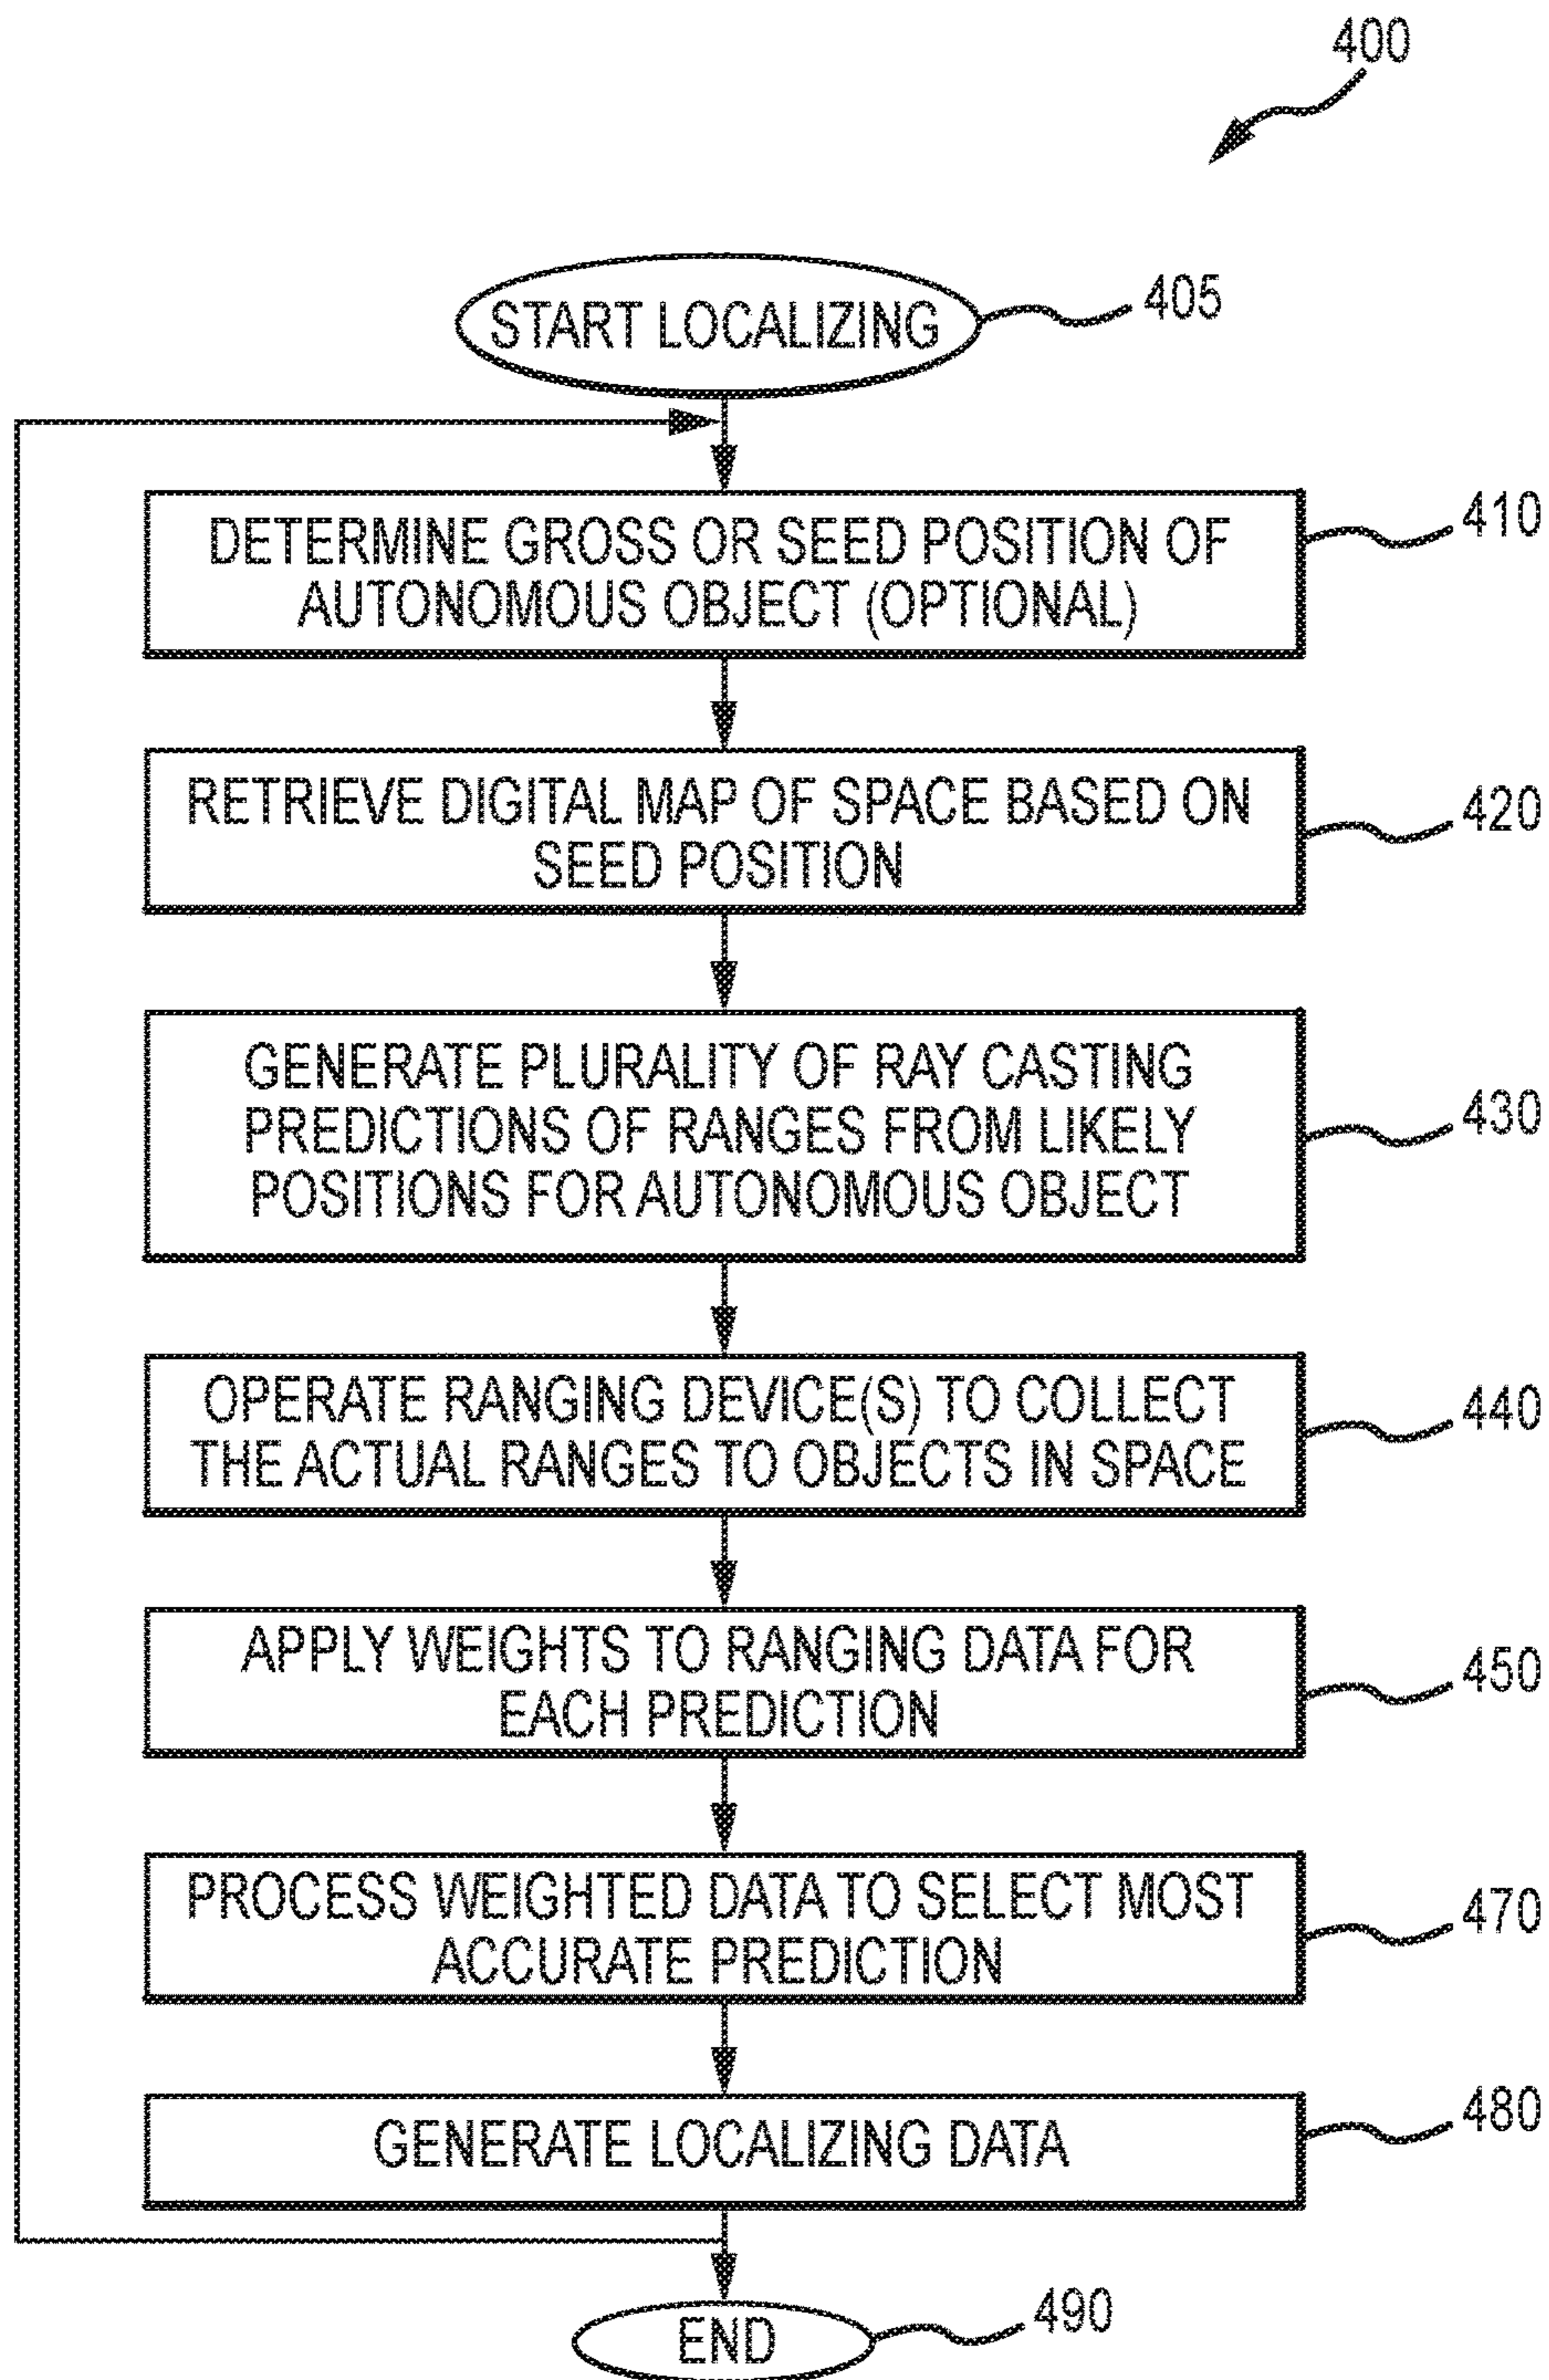 400
START LOCALIZING
405
DETERMINE GROSS OR SEED POSITION OF
AUTONOMOUS OBJECT (OPTIONAL)
410
RETRIEVE DIGITAL MAP OF SPACE BASED ON
SEED POSITION
420
GENERATE PLURALITY OF RAY CASTING
PREDICTIONS OF RANGES FROM LIKELY
POSITIONS FOR AUTONOMOUS OBJECT
430
OPERATE RANGING DEVICE(S) TO COLLECT
THE ACTUAL RANGES TO OBJECTS IN SPACE
440
APPLY WEIGHTS TO RANGING DATA FOR
EACH PREDICTION
450
PROCESS WEIGHTED DATA TO SELECT MOST
ACCURATE PREDICTION
470
GENERATE LOCALIZING DATA
480
END
490